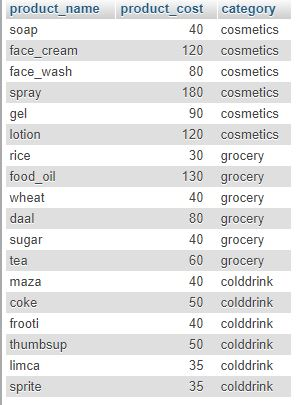 product_name product_cost category
soap 40 cosmetics
face_cream 120 cosmetics
face_wash 80 cosmetics
spray 180 cosmetics
gel 90 cosmetics
lotion 120 cosmetics
rice 30 grocery
food_oil 130 grocery
wheat 40 grocery
daal 80 grocery
sugar 40 grocery
tea 60 grocery
maza 40 colddrink
coke 50 colddrink
frooti 40 colddrink
thumbsup 50 colddrink
limca 35 colddrink
sprite 35 colddrink